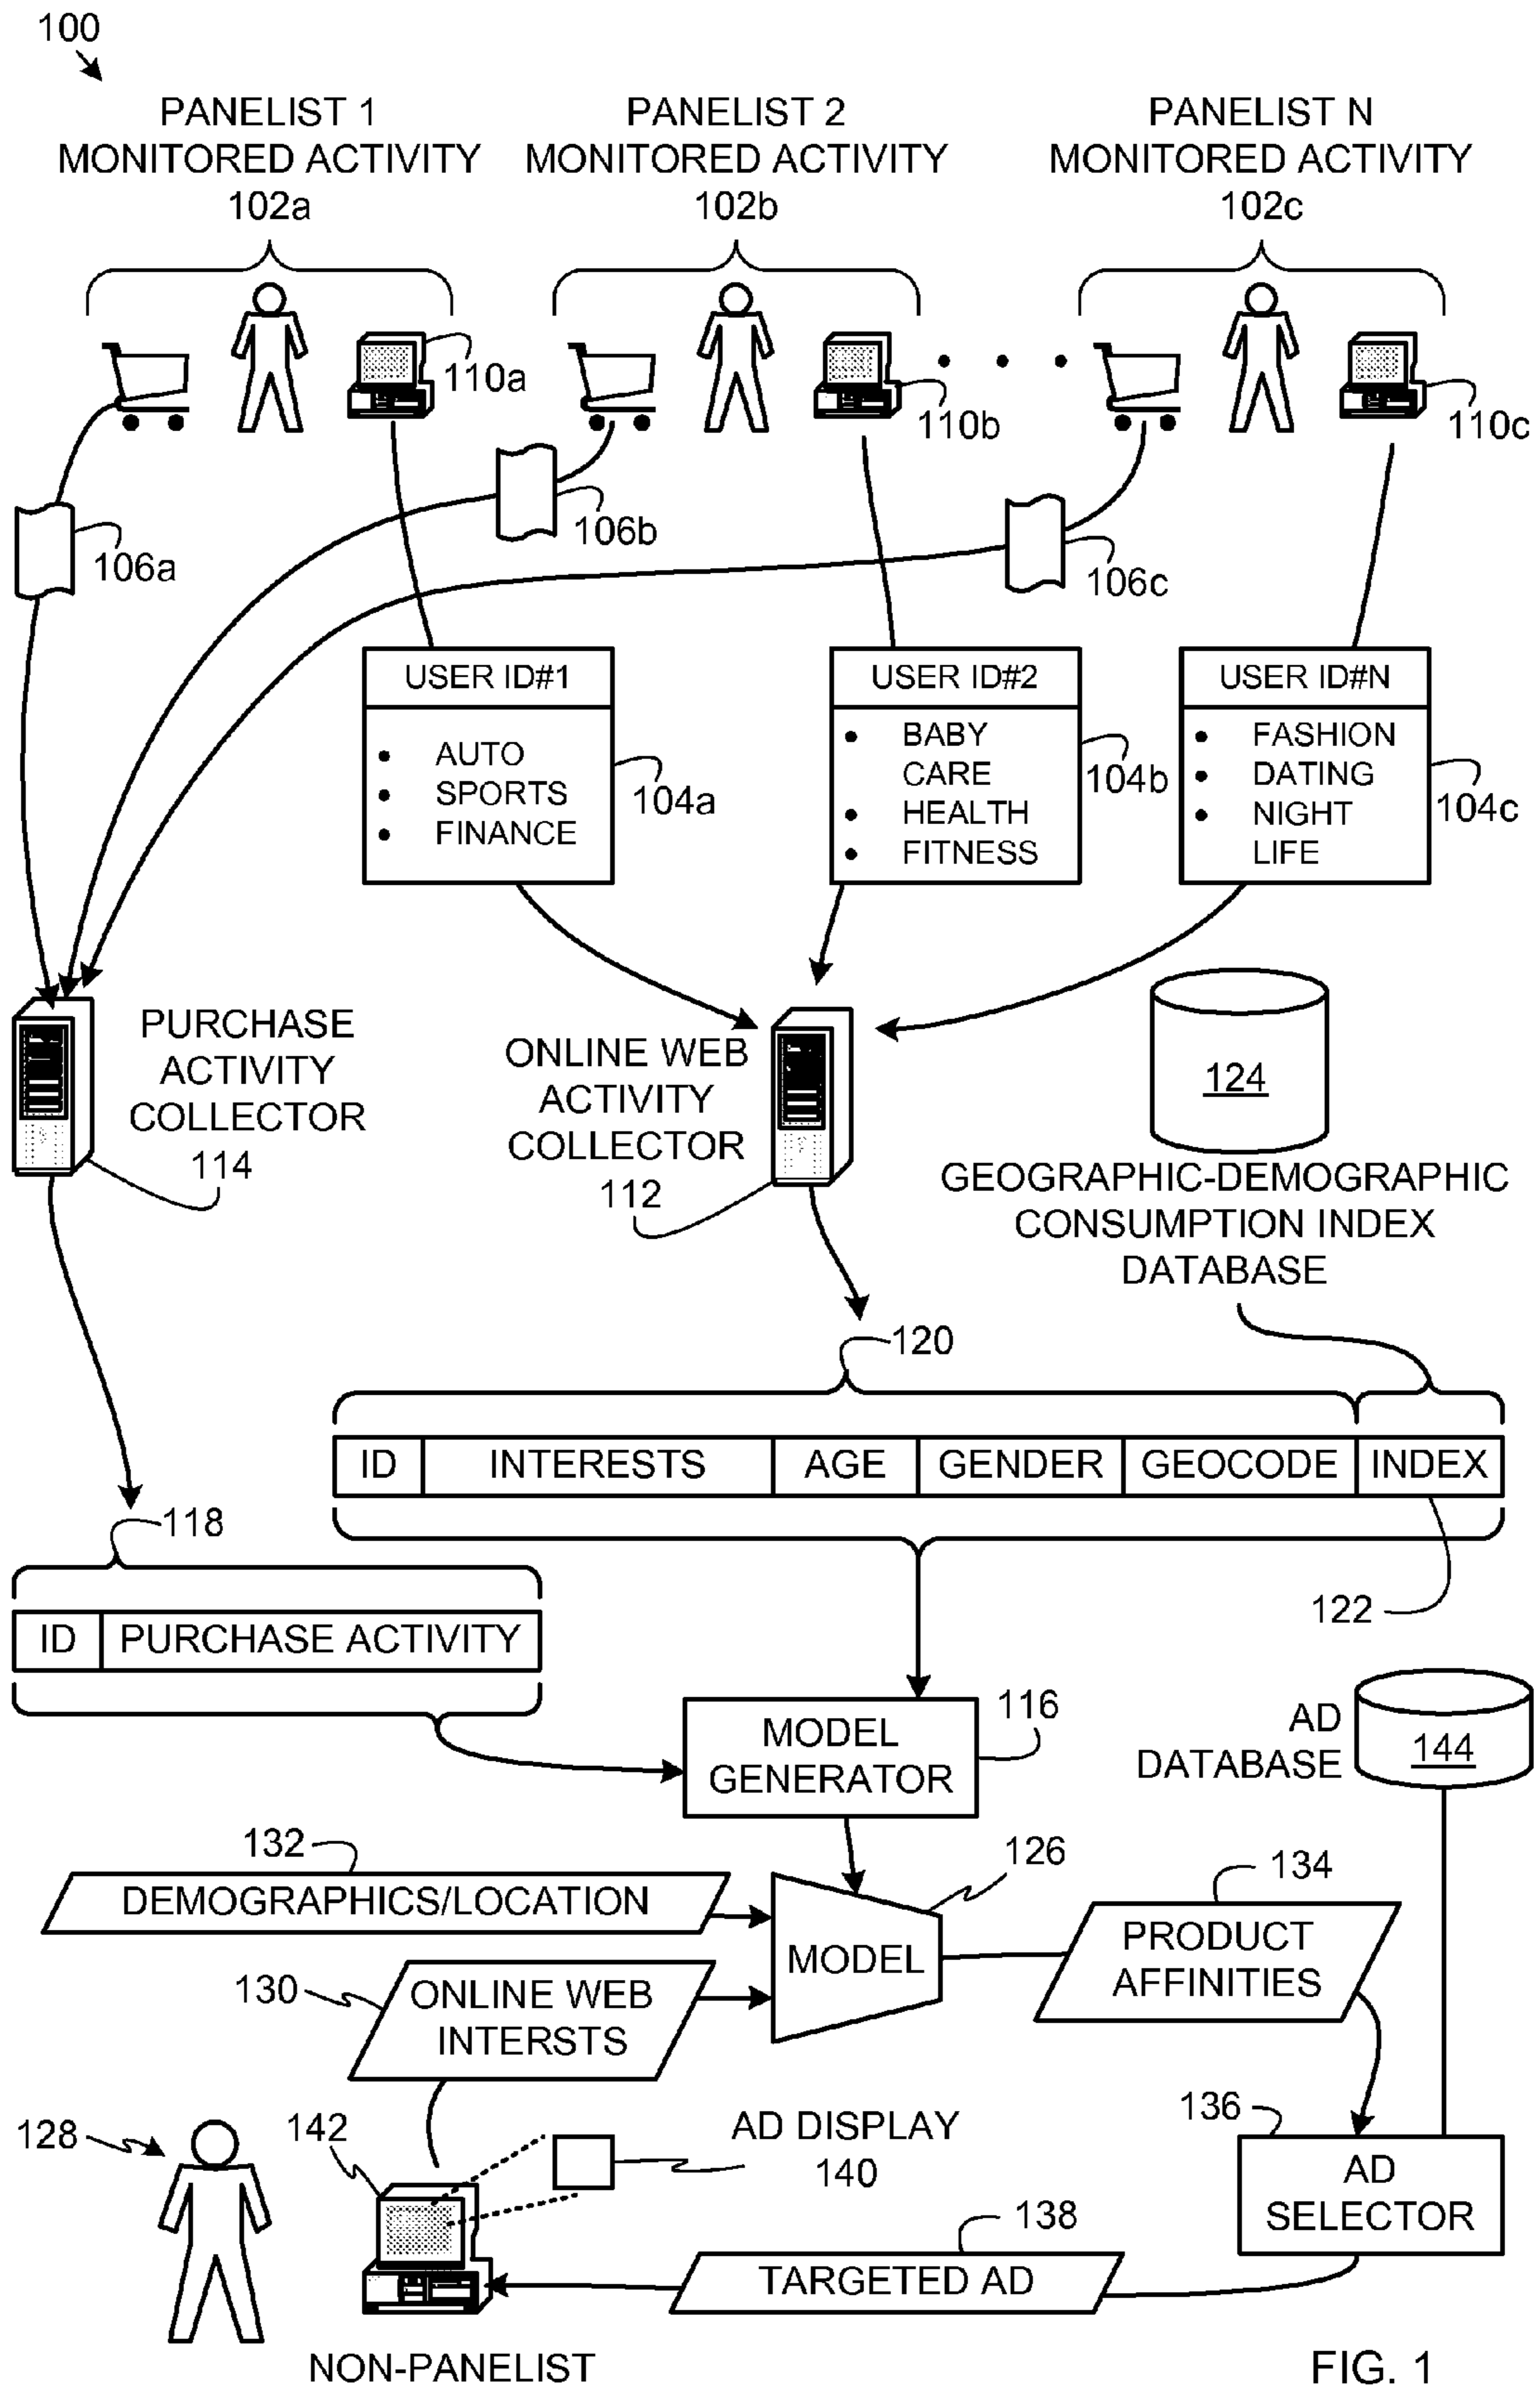 100
PANELIST 1
MONITORED ACTIVITY
102a
PANELIST 2
MONITORED ACTIVITY
102b
PANELIST N
MONITORED ACTIVITY
102c
110a
110b
110c
106a
106b
106c
USER ID#1
• AUTO
• SPORTS
• FINANCE
104a
USER ID#2
• BABY
CARE
• HEALTH
• FITNESS
104b
USER ID#N
• FASHION
• DATING
• NIGHT
LIFE
104c
PURCHASE
ACTIVITY
COLLECTOR
114
ONLINE WEB
ACTIVITY
COLLECTOR
112
124
GEOGRAPHIC-DEMOGRAPHIC
CONSUMPTION INDEX
DATABASE
120
ID INTERESTS AGE GENDER GEOCODE INDEX
122
118
ID PURCHASE ACTIVITY
MODEL
GENERATOR
116
AD
DATABASE
144
132
DEMOGRAPHICS/LOCATION
126
MODEL
134
PRODUCT
AFFINITIES
130
ONLINE WEB
INTERSTS
128
142
AD DISPLAY
140
136
AD
SELECTOR
138
TARGETED AD
NON-PANELIST
FIG. 1